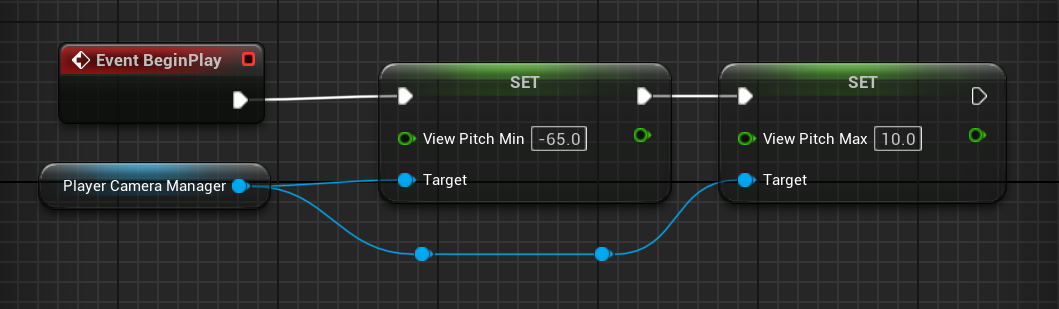 Event BeginPlay
SET
View Pitch Min -65.0
Target
SET
View Pitch Max 10.0
Target
Player Camera Manager